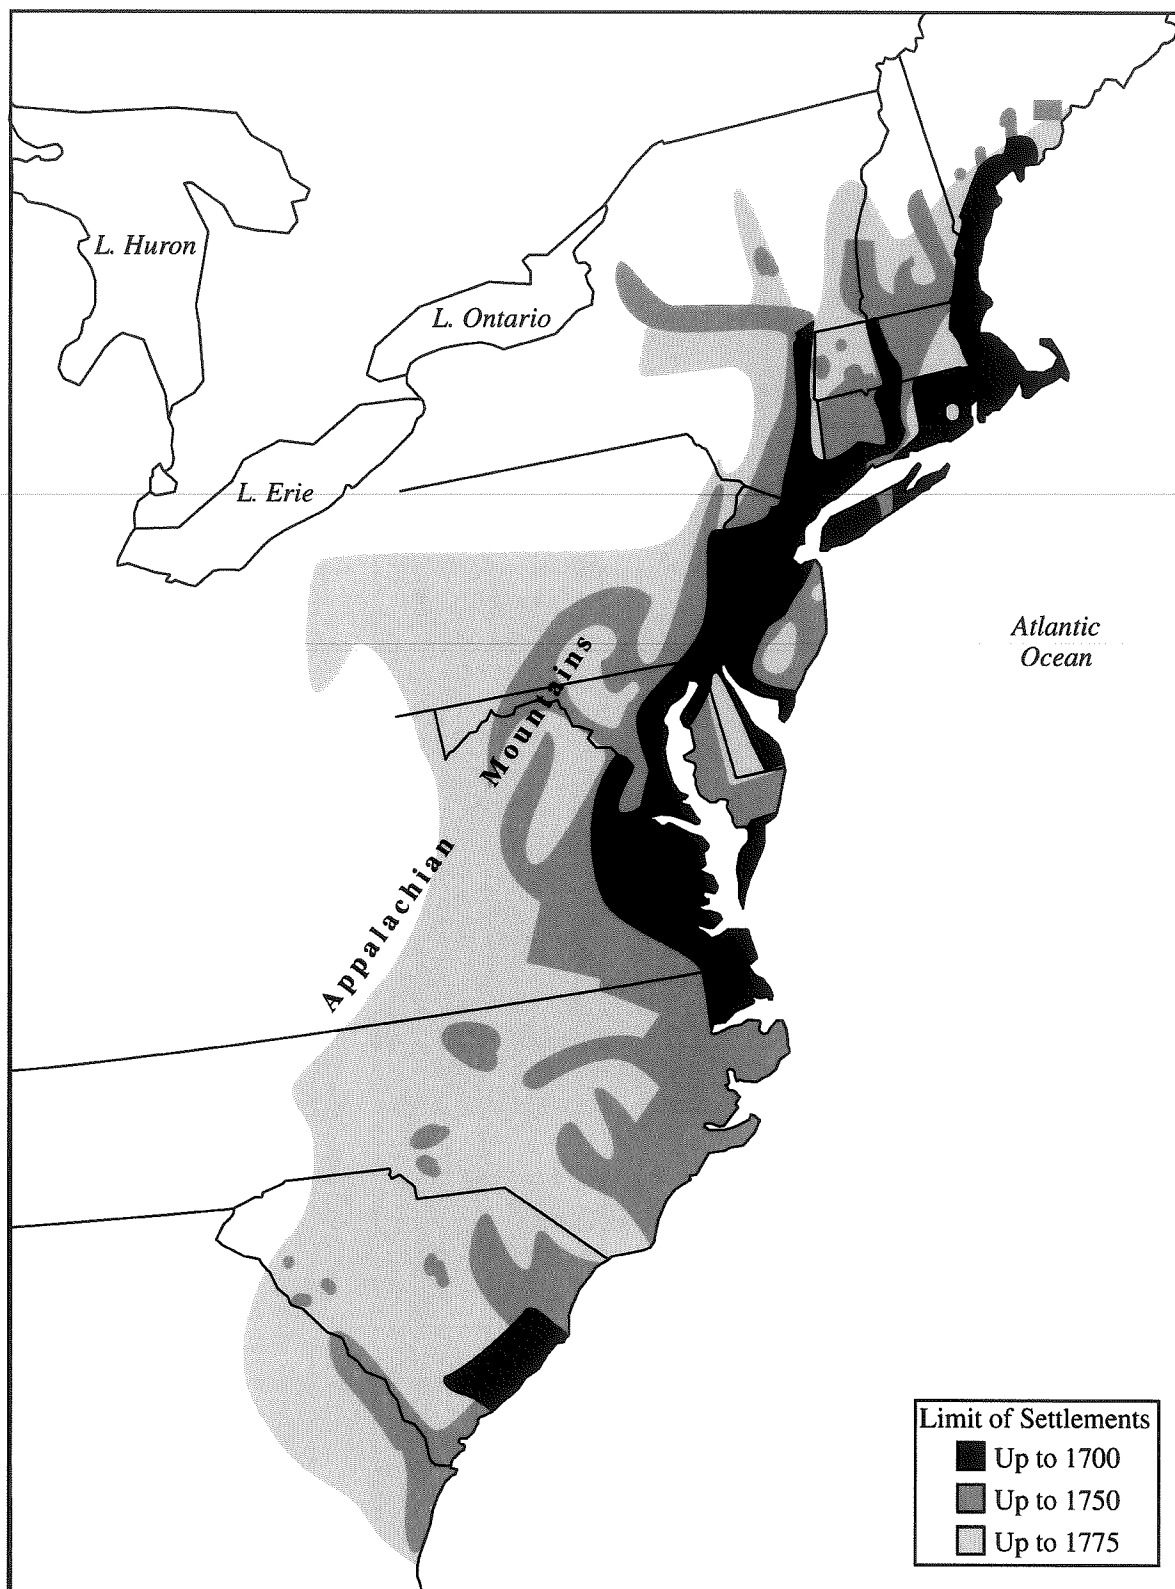 L. Huron
L. Ontario
L. Erie
Atlantic
Ocean
Appalachian
Mountains
Limit of Settlements
Up to 1700
Up to 1750
Up to 1775